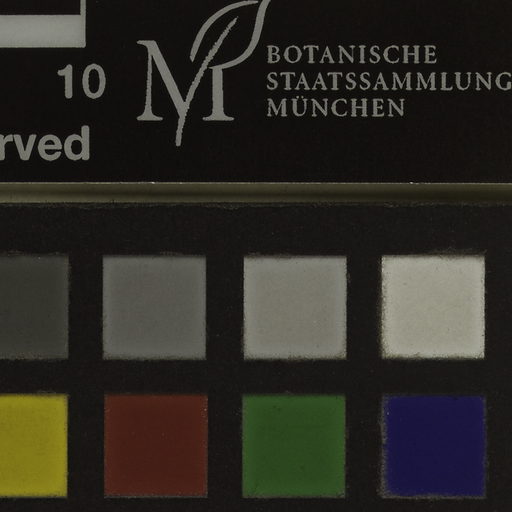 10
BOTANISCHE
STAATSSAMMLUNG
MÜNCHEN
rved